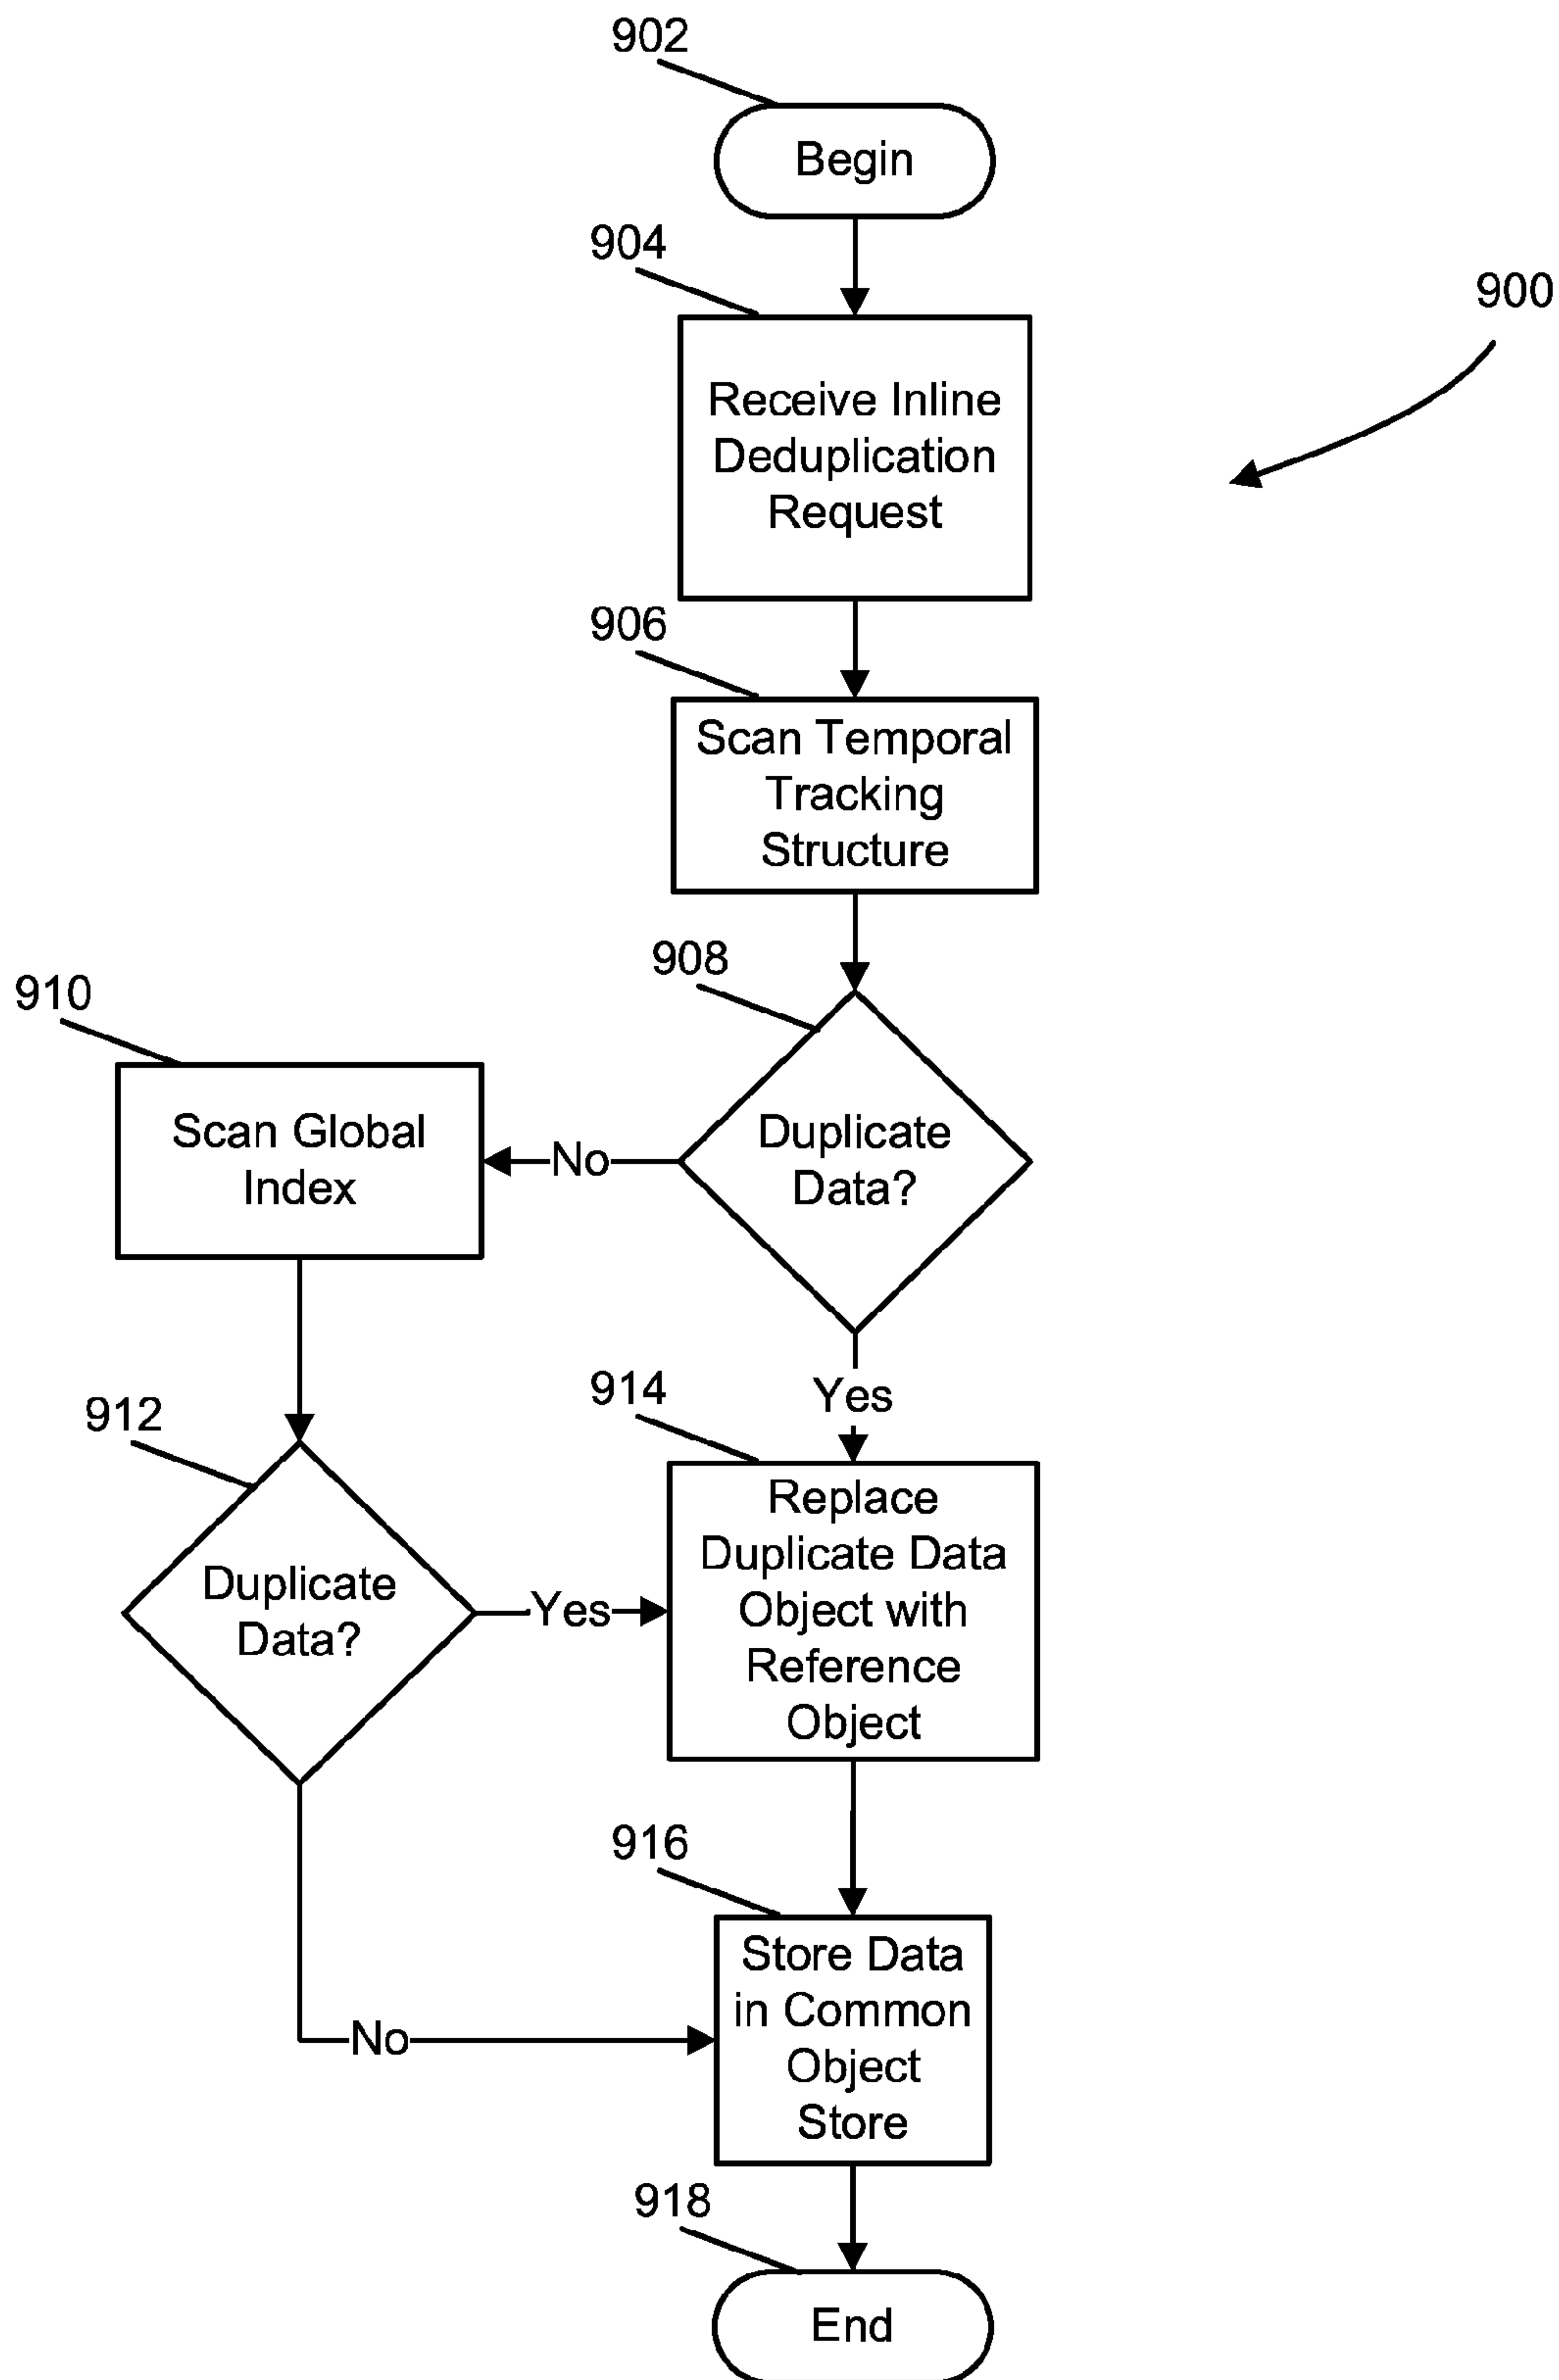 902
Begin
904
900
Receive Inline
Deduplication
Request
906
Scan Temporal
Tracking
Structure
908
910
Duplicate
Data?
No
Scan Global
Index
Yes
912
914
Duplicate
Data?
Yes
Replace
Duplicate Data
Object with
Reference
Object
916
Store Data
in Common
Object
Store
No
918
End